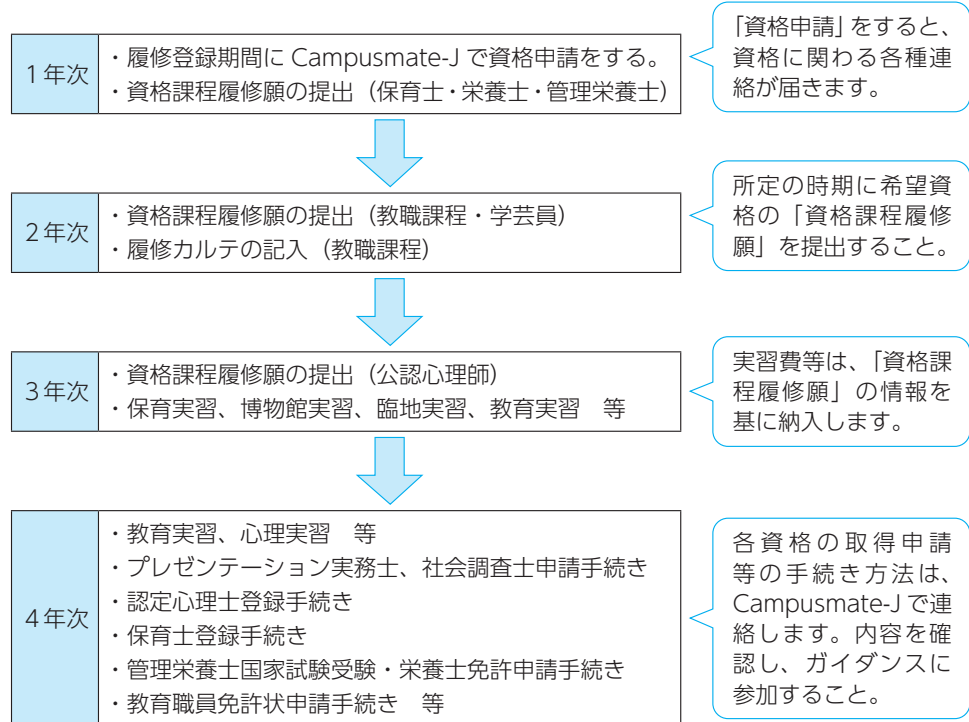 1年次
・履修登録期間に Campusmate-J で資格申請をする。
・資格課程履修願の提出（保育士・栄養士・管理栄養士）
「資格申請」をすると、
資格に関わる各種連
絡が届きます。
2年次
・資格課程履修願の提出（教職課程・学芸員）
・履修カルテの記入（教職課程）
所定の時期に希望資
格の「資格課程履修
願」を提出すること。
3年次
・資格課程履修願の提出（公認心理師）
・保育実習、博物館実習、臨地実習、教育実習　等
実習費等は、「資格課
程履修願」の情報を
基に納入します。
4年次
・教育実習、心理実習　等
・プレゼンテーション実務士、社会調査士申請手続き
・認定心理士登録手続き
・保育士登録手続き
・管理栄養士国家試験受験・栄養士免許申請手続き
・教育職員免許状申請手続き　等
各資格の取得申請
等の手続き方法は、
Campusmate-J で連
絡します。内容を確
認し、ガイダンスに
参加すること。